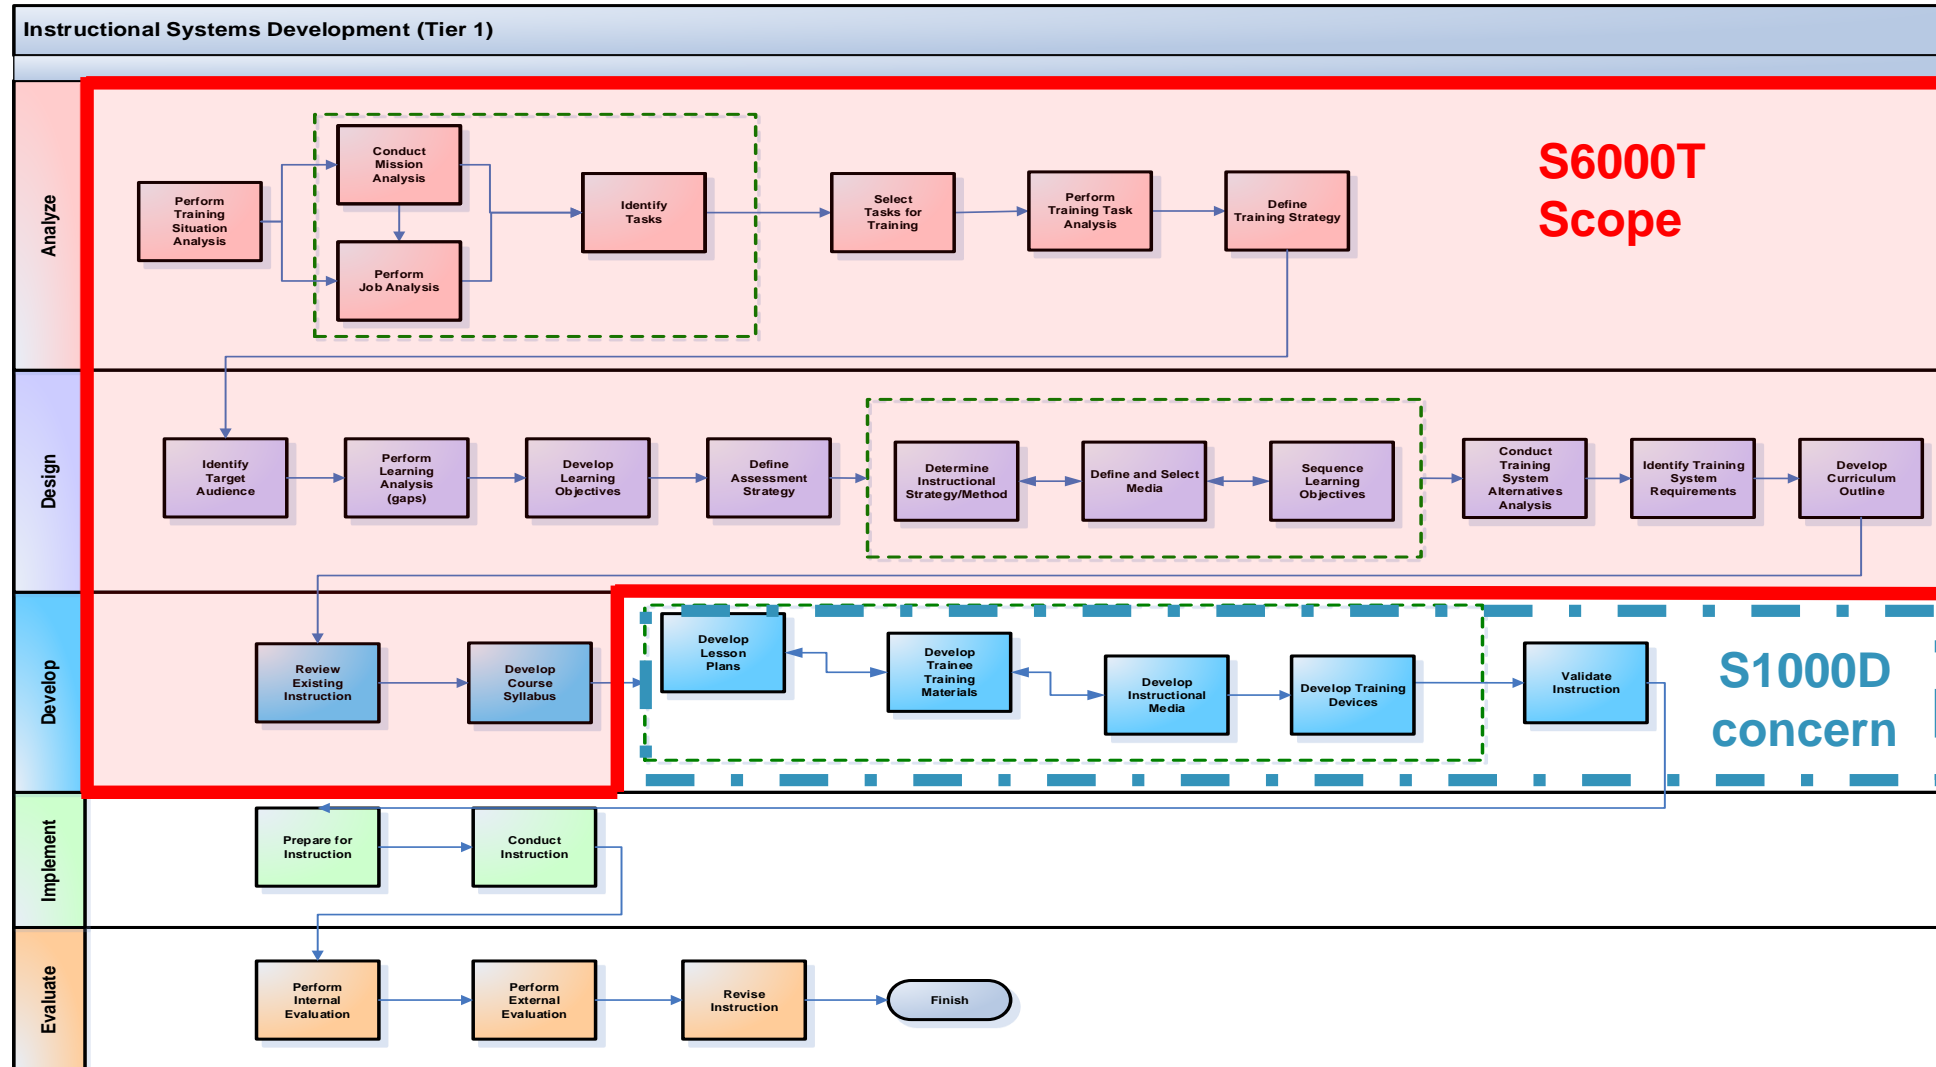 Instructional Systems Development (Tier 1)
Analyze
Perform
Training
Situation
Analysis
Conduct
Mission
Analysis
Perform
Job Analysis
Identify
Tasks
Select
Tasks for
Training
Perform
Training Task
Analysis
Define
Training Strategy
S6000T
Scope
Design
Identify
Target
Audience
Perform
Learning
Analysis
(gaps)
Develop
Learning
Objectives
Define
Assessment
Strategy
Determine
Instructional
Strategy/Method
Define and Select
Media
Sequence
Learning
Objectives
Conduct
Training
System
Alternatives
Analysis
Identify Training
System
Requirements
Develop
Curriculum
Outline
Develop
Review
Existing
Instruction
Develop
Course
Syllabus
Develop
Lesson
Plans
Develop
Trainee
Training
Materials
Develop
Instructional
Media
Develop Training
Devices
Validate
Instruction
S1000D
concern
Implement
Prepare for
Instruction
Conduct
Instruction
Evaluate
Perform
Internal
Evaluation
Perform
External
Evaluation
Revise
Instruction
Finish